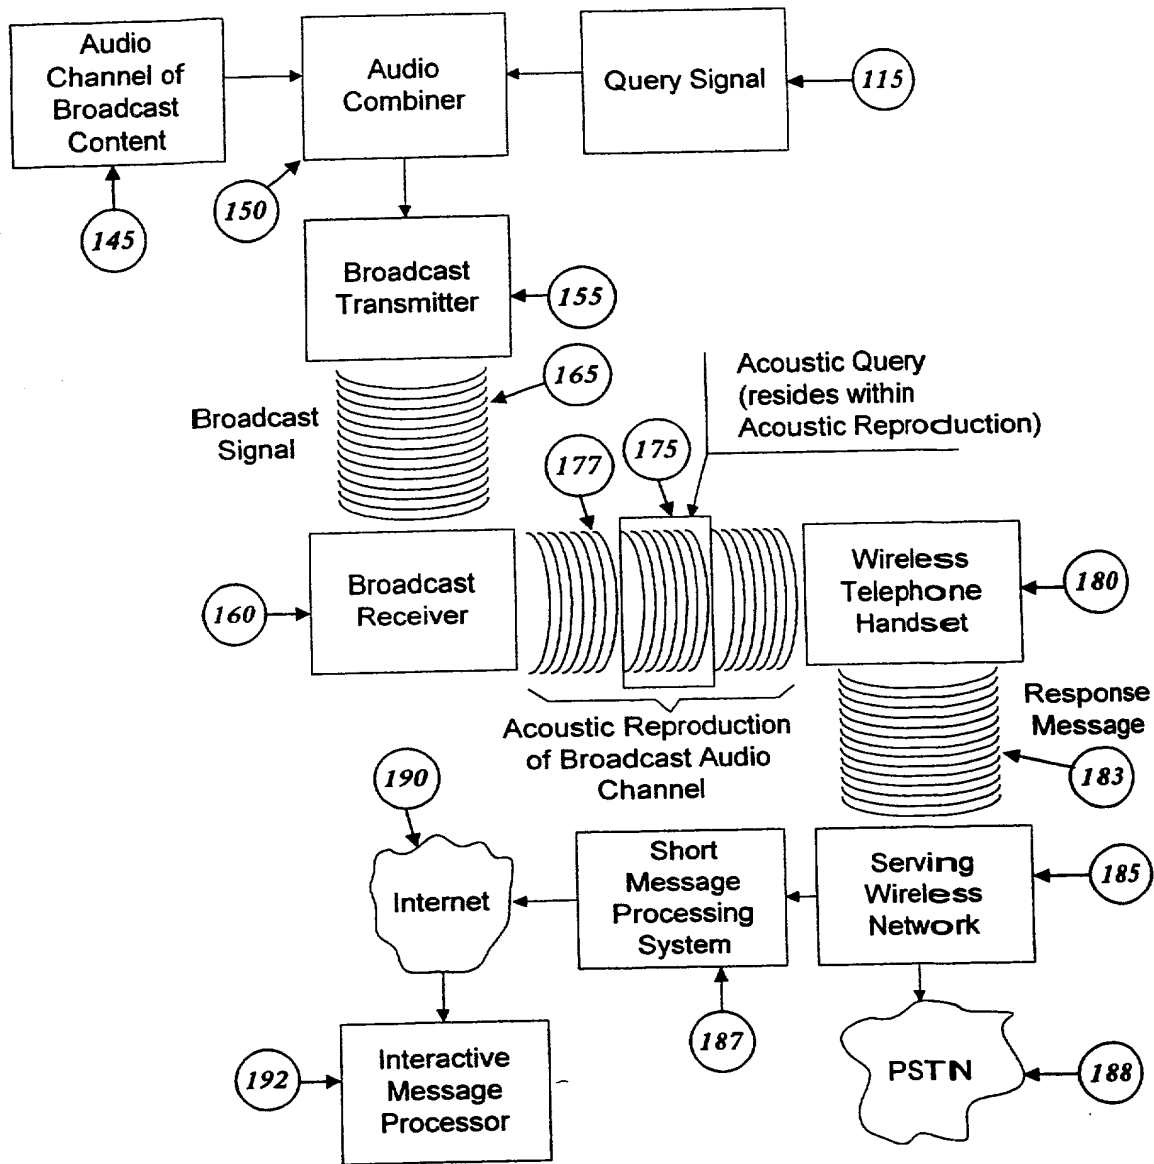 Audio
Channel of
Broadcast
Content
Audio
Combiner
Query Signal
115
150
145
Broadcast
Transmitter
155
165
Broadcast
Signal
Acoustic Query
(resides within
Acoustic Reproduction)
177
175
Broadcast
Receiver
160
Wireless
Telephone
Handset
180
Acoustic Reproduction
of Broadcast Audio
Channel
Response
Message
183
190
Internet
Short
Message
Processing
System
Serving
Wireless
Network
185
187
192
Interactive
Message
Processor
PSTN
188